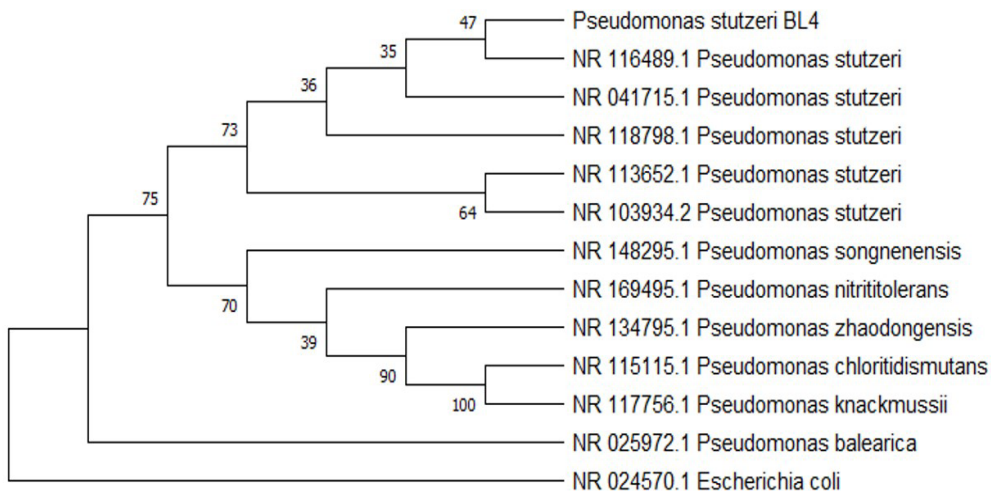 47
Pseudomonas stutzeri BL4
35
NR 116489.1 Pseudomonas stutzeri
36
NR 041715.1 Pseudomonas stutzeri
73
NR 118798.1 Pseudomonas stutzeri
NR 113652.1 Pseudomonas stutzeri
75
64
NR 103934.2 Pseudomonas stutzeri
NR 148295.1 Pseudomonas songnenensis
70
NR 169495.1 Pseudomonas nitrititolerans
39
NR 134795.1 Pseudomonas zhaodongensis
90
NR 115115.1 Pseudomonas chloritidismutans
100
NR 117756.1 Pseudomonas knackmussii
NR 025972.1 Pseudomonas balearica
NR 024570.1 Escherichia coli